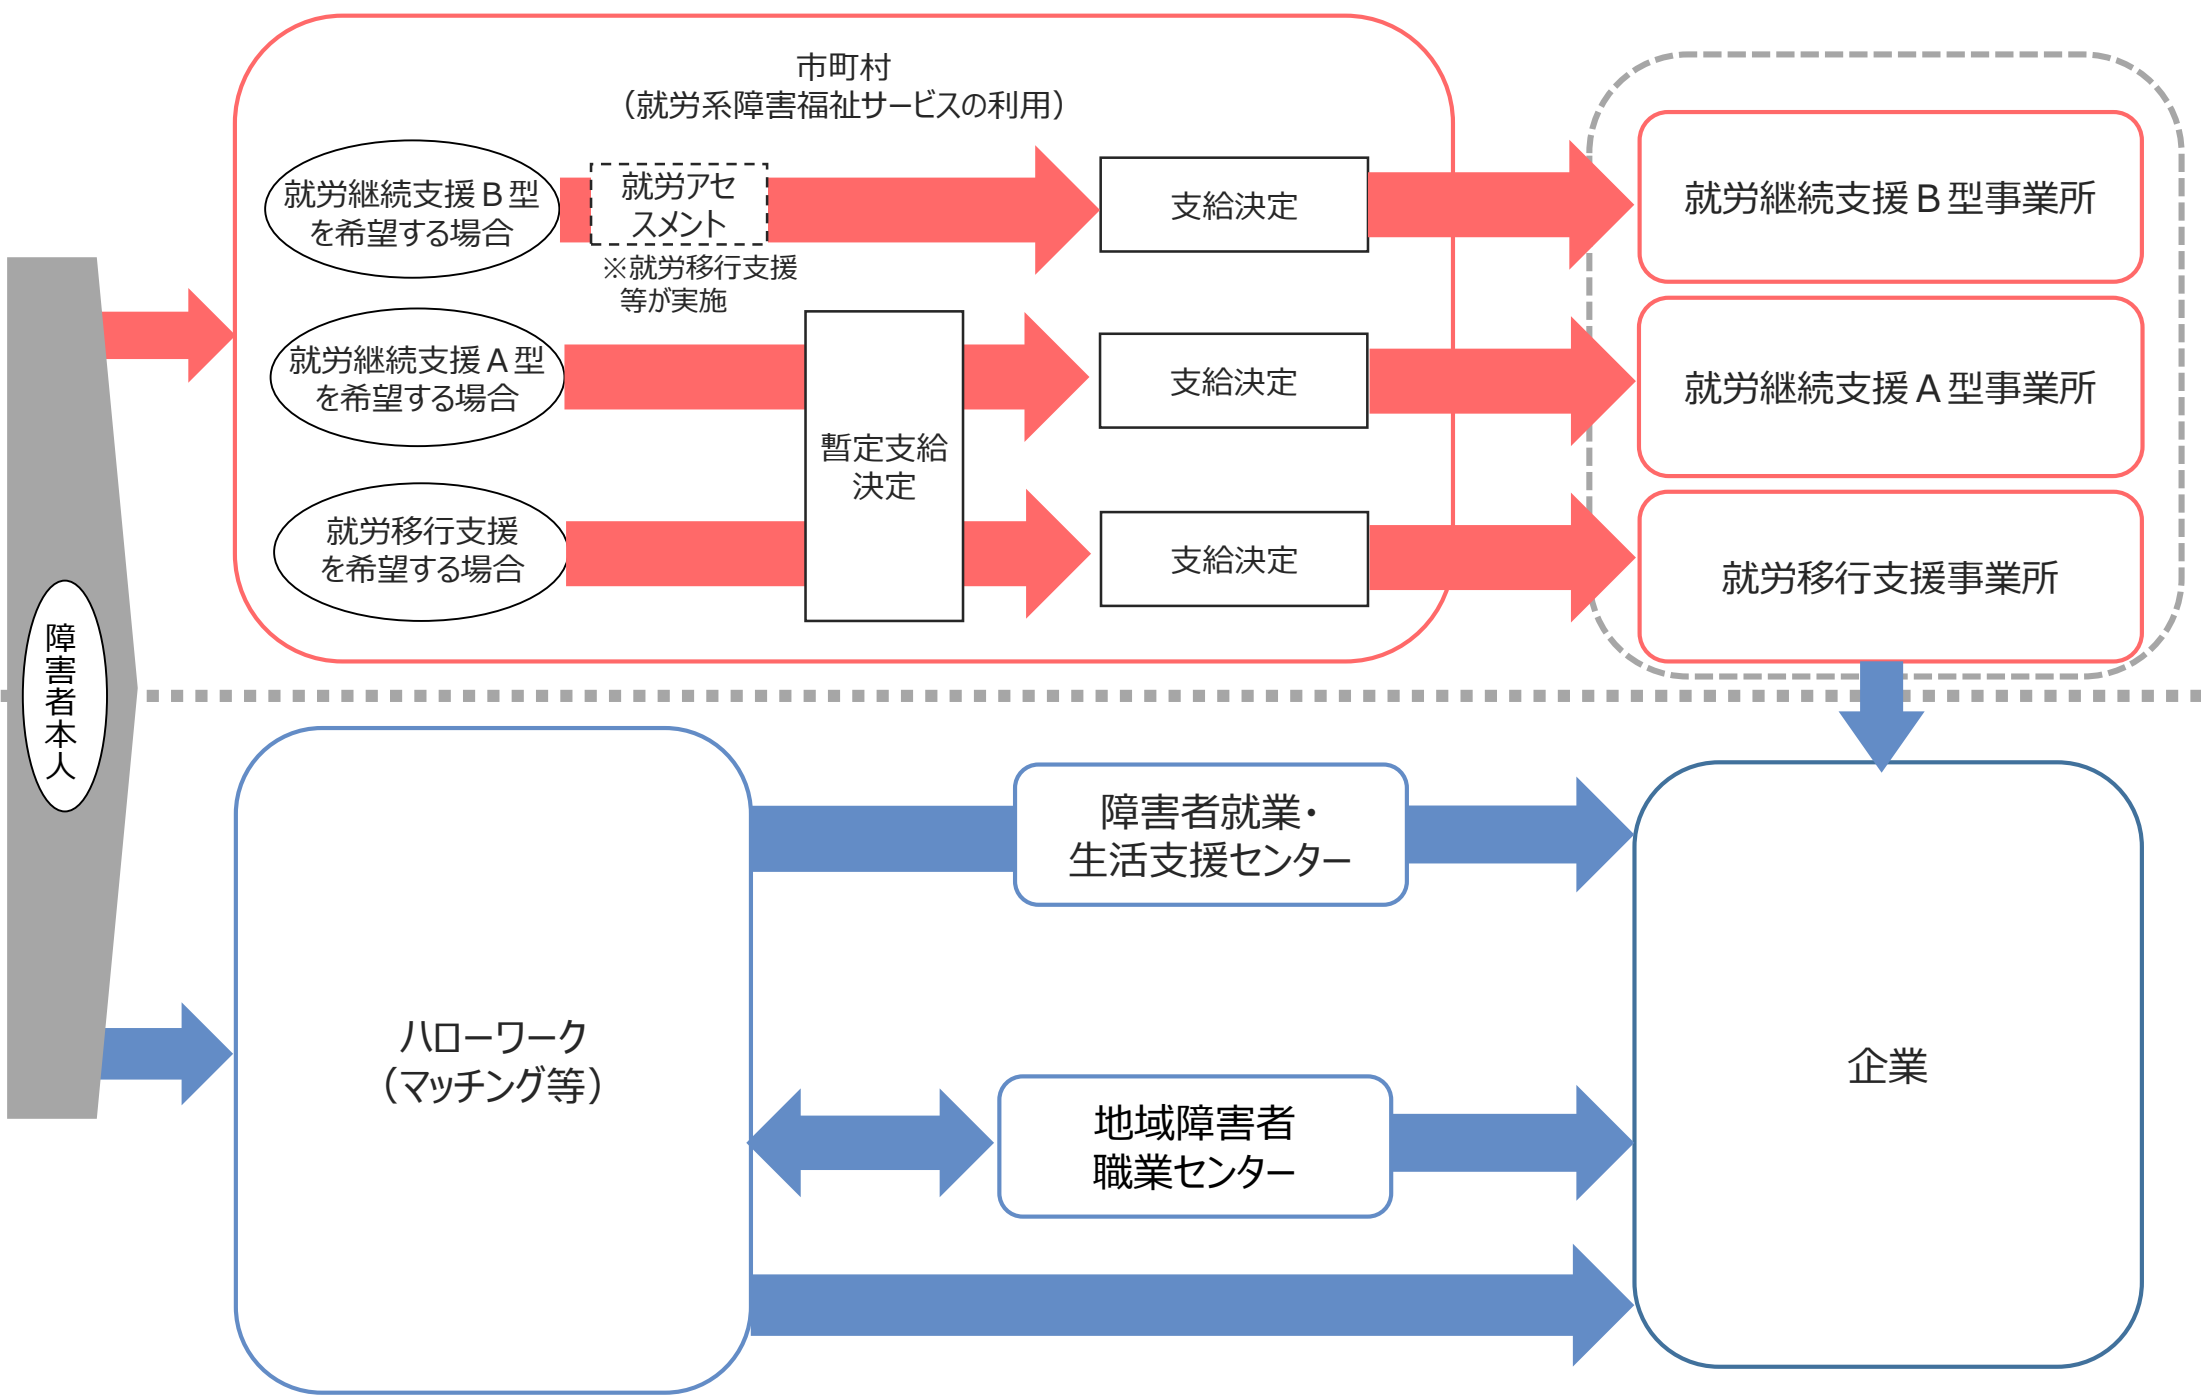 市町村
（就労系障害福祉サービスの利用）
就労継続支援Ｂ型
を希望する場合
就労アセ
スメント
※就労移行支援
等が実施
支給決定
就労継続支援Ｂ型事業所
就労継続支援Ａ型
を希望する場合
暫定支給
決定
支給決定
就労継続支援Ａ型事業所
就労移行支援
を希望する場合
支給決定
就労移行支援事業所
障害者本人
ハローワーク
（マッチング等）
障害者就業・
生活支援センター
地域障害者
職業センター
企業